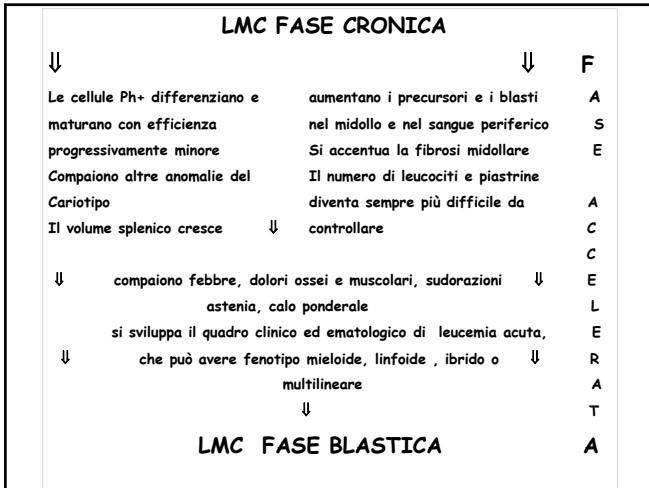 LMC FASE CRONICA
⇓ ⇓
Le cellule Ph+ differenziano e
maturano con efficienza
progressivamente minore
Compaiono altre anomalie del
Cariotipo
Il volume splenico cresce ⇓
aumentano i precursori e i blasti
nel midollo e nel sangue periferico
Si accentua la fibrosi midollare
Il numero di leucociti e piastrine
diventa sempre più difficile da
controllare
⇓ compaiono febbre, dolori ossei e muscolari, sudorazioni ⇓
astenia, calo ponderale
si sviluppa il quadro clinico ed ematologico di leucemia acuta,
⇓ che può avere fenotipo mieloide, linfoide , ibrido o ⇓
multilineare
⇓
LMC FASE BLASTICA
F
A
S
E
A
C
C
E
L
E
R
A
T
A